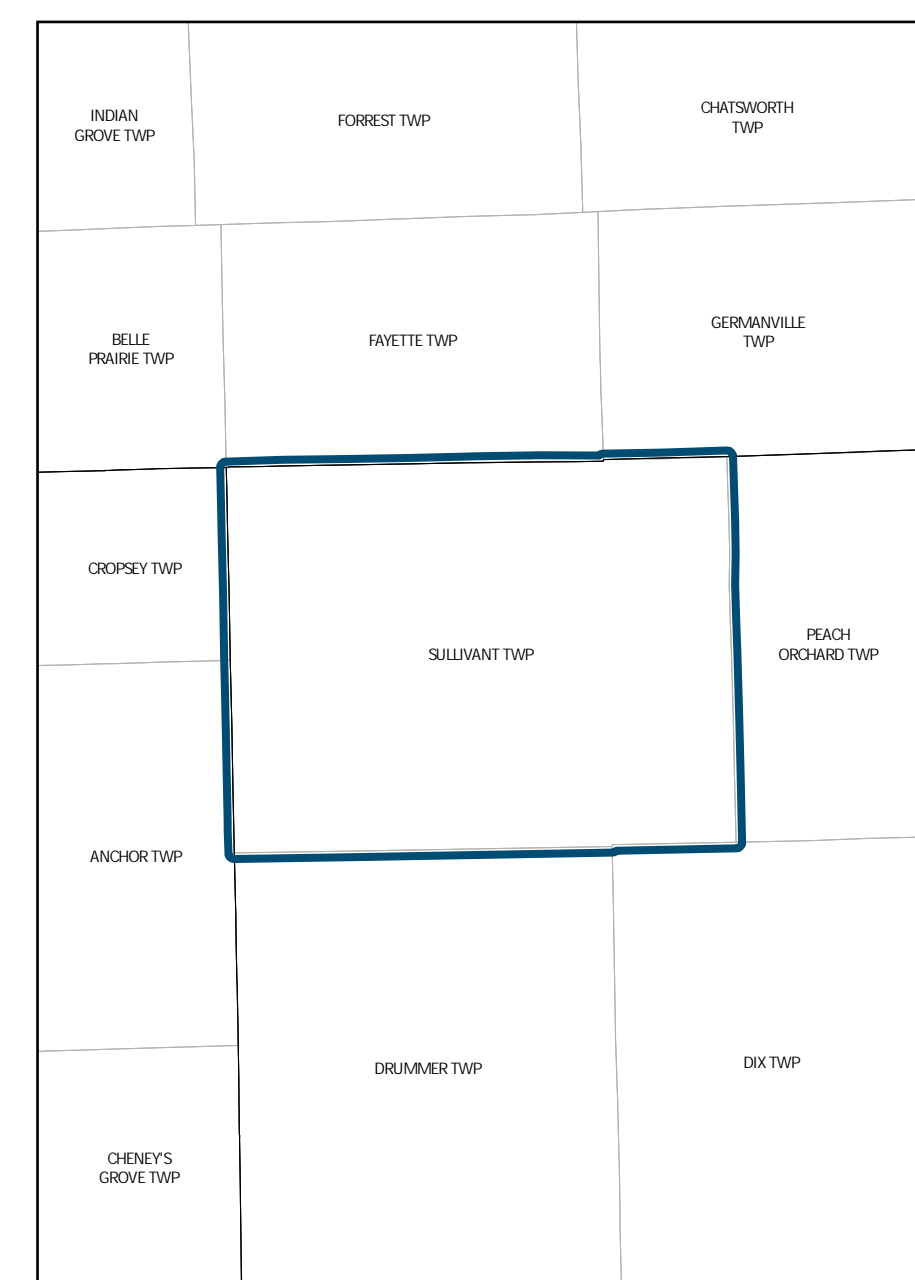 INDIAN
GROVE TWP
FORREST TWP
CHATSWORTH
TWP
BELLE
PRAIRIE TWP
FAYETTE TWP
GERMANVILLE
TWP
CROPSEY TWP
SULLIVANT TWP
PEACH
ORCHARD TWP
ANCHOR TWP
DRUMMER TWP
DIX TWP
CHENEY'S
GROVE TWP